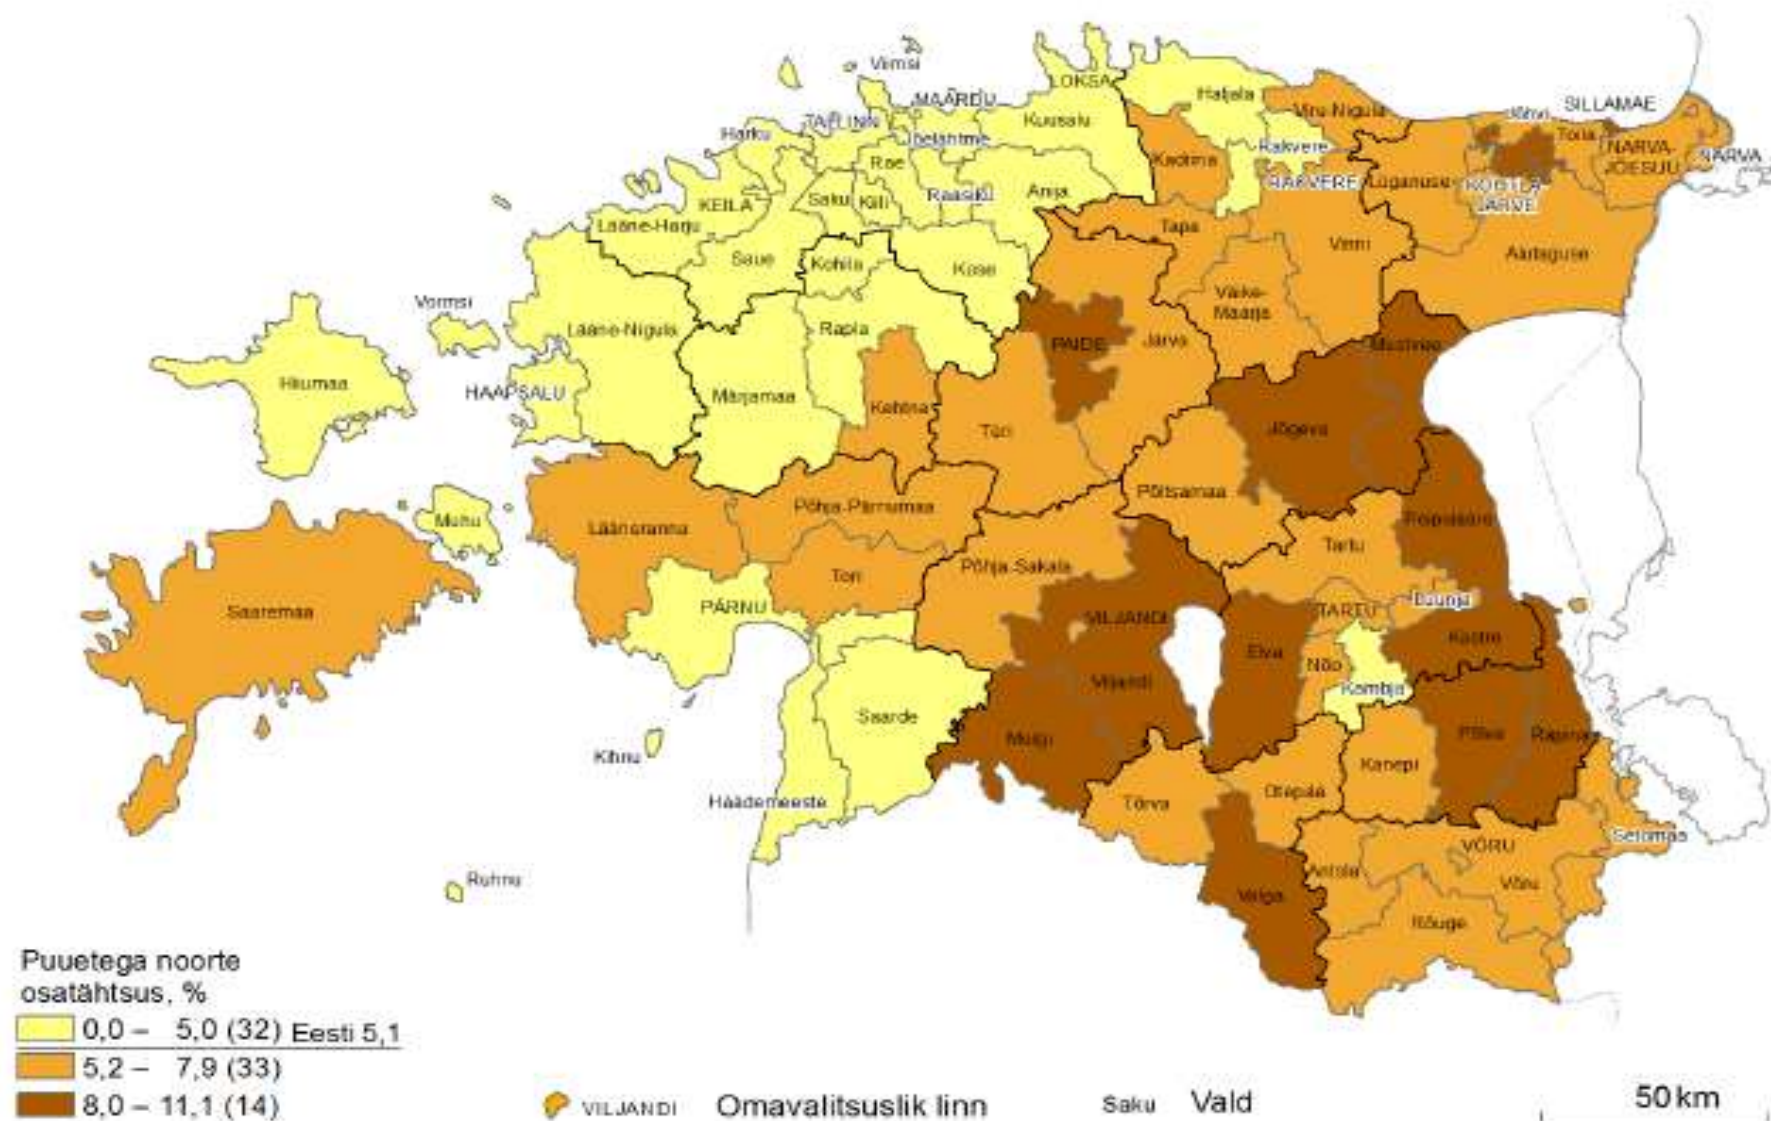 Viimsi
LOKSA
MAARDU
Haljala
SILLAMÄE
Viru-Nigula
Jõhvi
TALLINN
Kuusalu
Harku
Jõelähtme
Toila
Rakvere
NARVA-
JÕESUU
NARVA
Rae
Kadrina
RAKVERE
Lüganuse
KOHTLA-
JÄRVE
KEILA
Saku
Kiili
Raasiku
Anija
Lääne-Harju
Tapa
Vinni
Alutaguse
Saue
Kohila
Kose
Väike-
Maarja
Vormsi
Lääne-Nigula
Rapla
PAIDE
Järva
Mustvee
Hiiumaa
HAAPSALU
Märjamaa
Kehtna
Türi
Jõgeva
Põltsamaa
Muhu
Lääneranna
Põhja-Pärnumaa
Peipsiääre
Tartu
Põhja-Sakala
Tori
Saaremaa
PÄRNU
VILJANDI
TARTU
Luunja
Elva
Kastre
Nõo
Kambja
Viljandi
Saarde
Mulgi
Põlva
Räpina
Kihnu
Kanepi
Otepää
Häädemeeste
Tõrva
Setomaa
VÕRU
Ruhnu
Antsla
Võru
Valga
Rõuge
Puuetega noorte
osatähtsus, %
0,0 – 5,0 (32) Eesti 5,1
5,2 – 7,9 (33)
8,0 – 11,1 (14)
VILJANDI Omavalitsuslik linn
Saku Vald
50 km